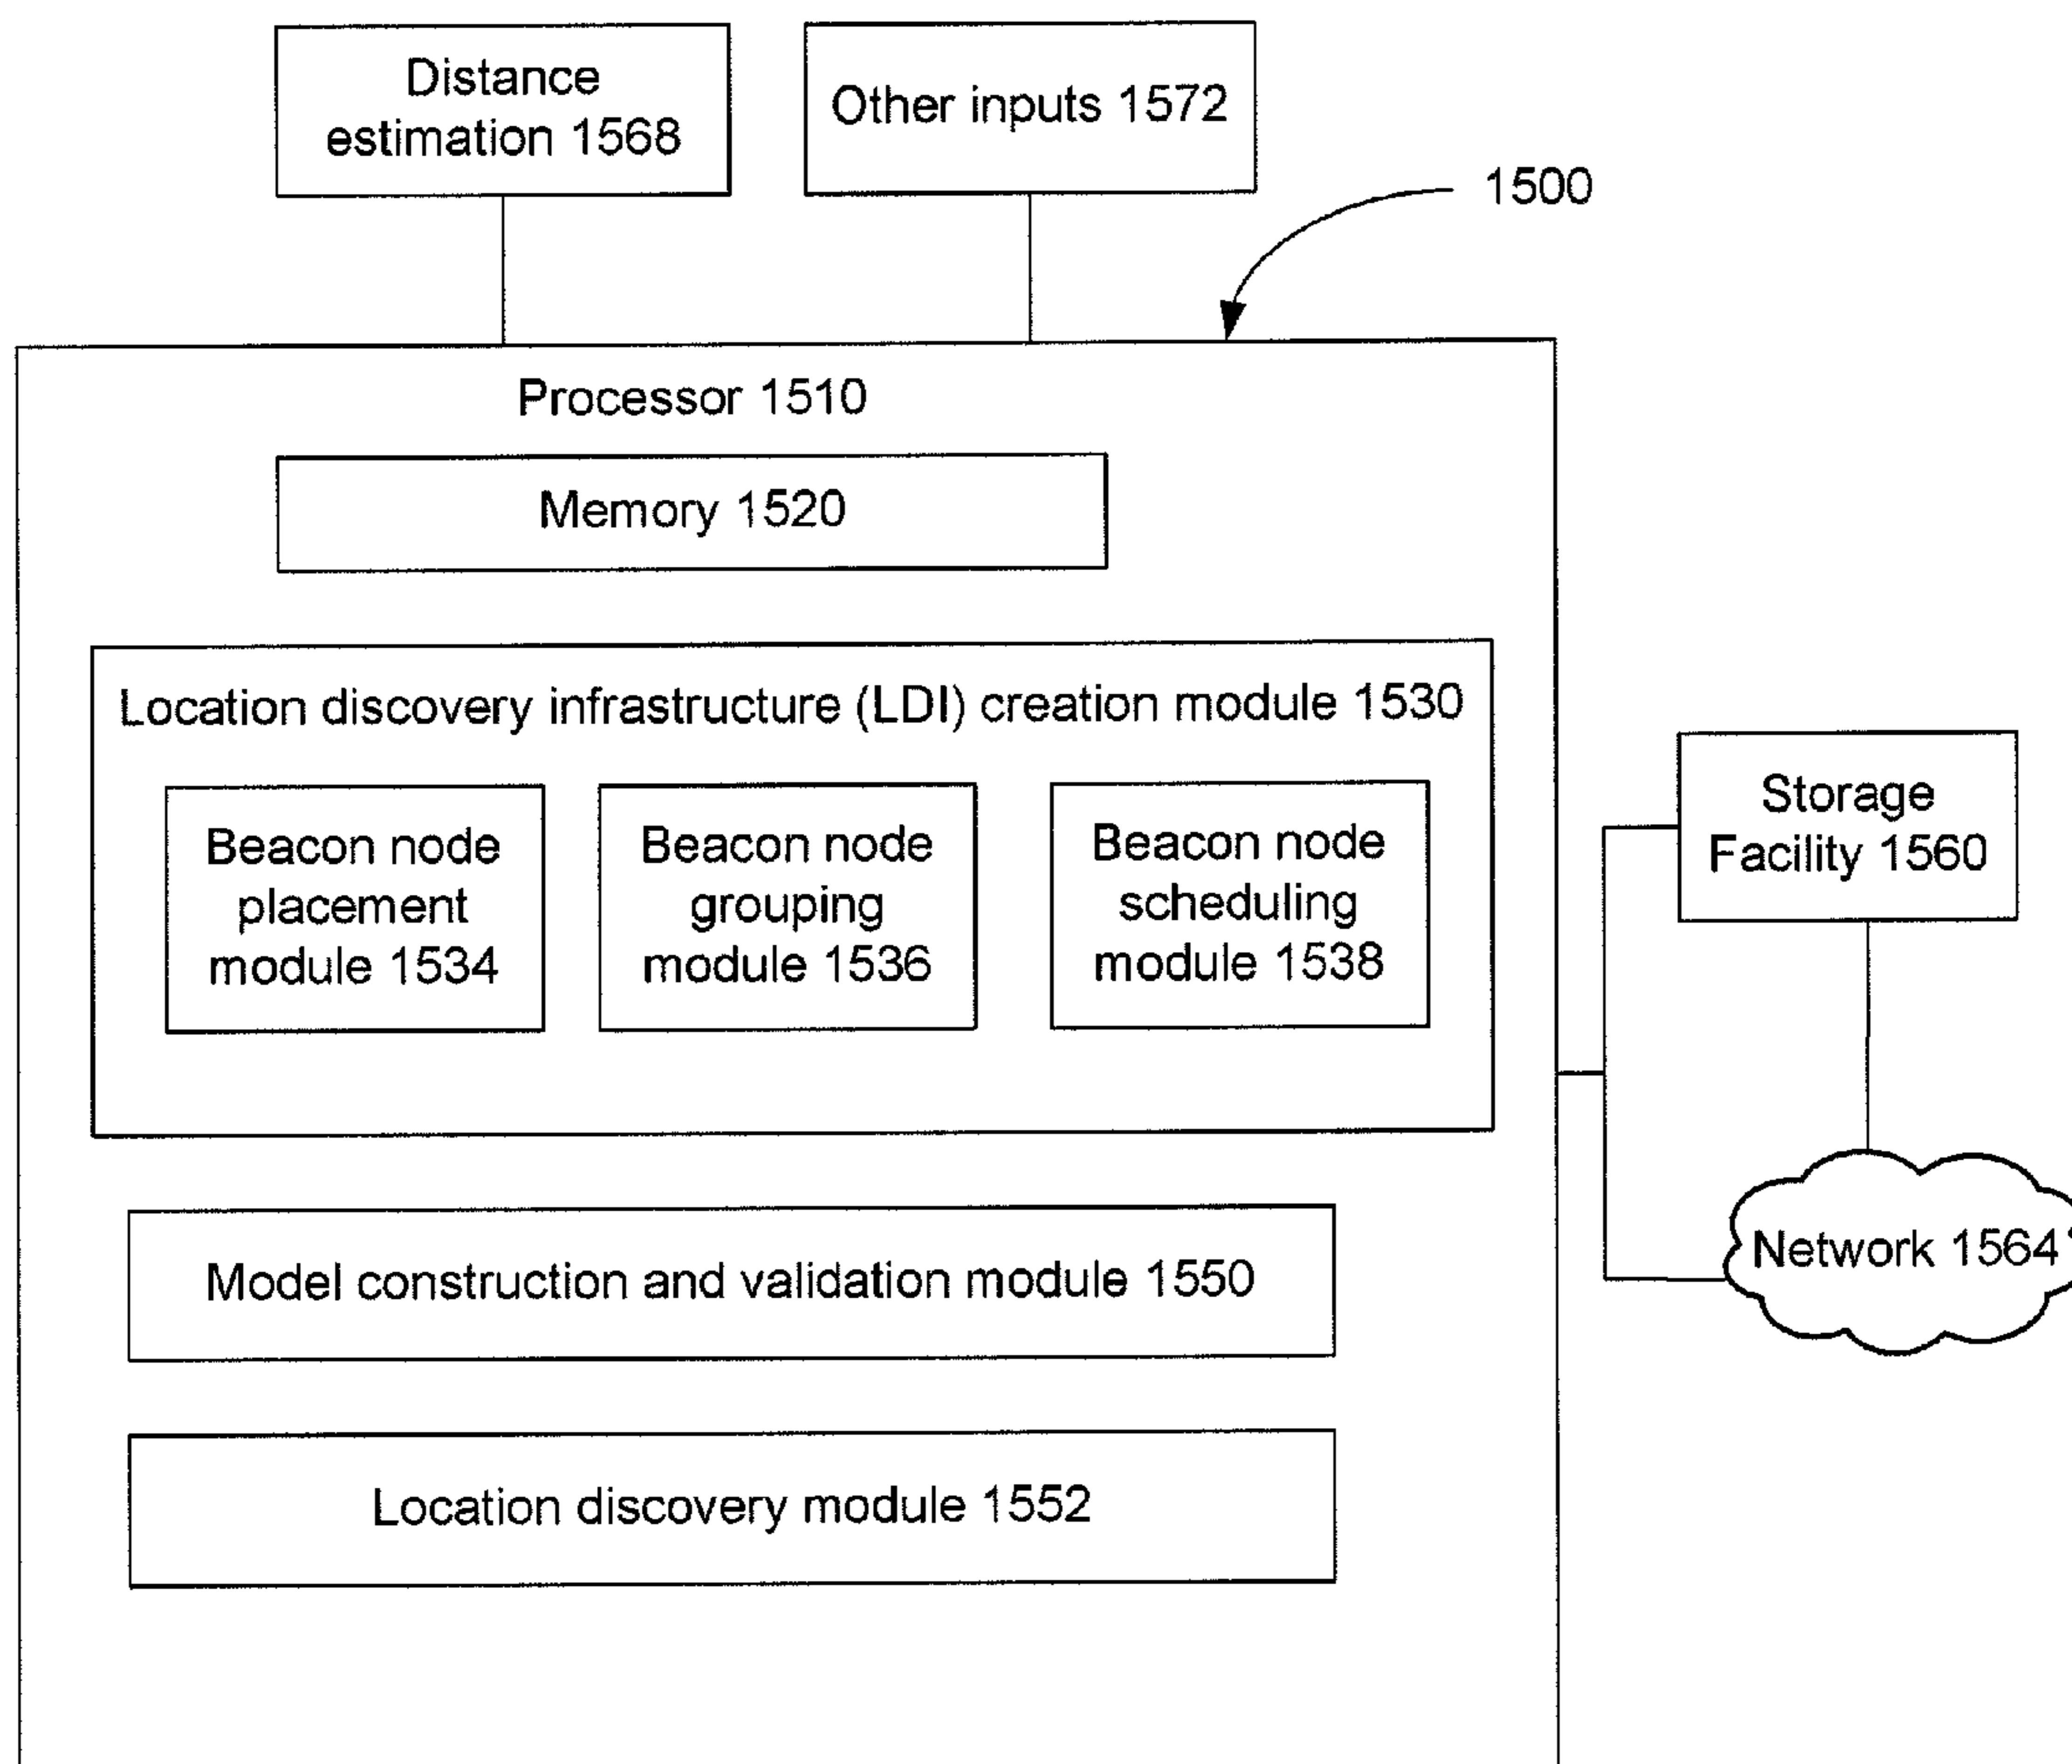 Distance
estimation 1568
Other inputs 1572
1500
Processor 1510
Memory 1520
Location discovery infrastructure (LDI) creation module 1530
Beacon node
placement
module 1534
Beacon node
grouping
module 1536
Beacon node
scheduling
module 1538
Storage
Facility 1560
Network 1564
Model construction and validation module 1550
Location discovery module 1552